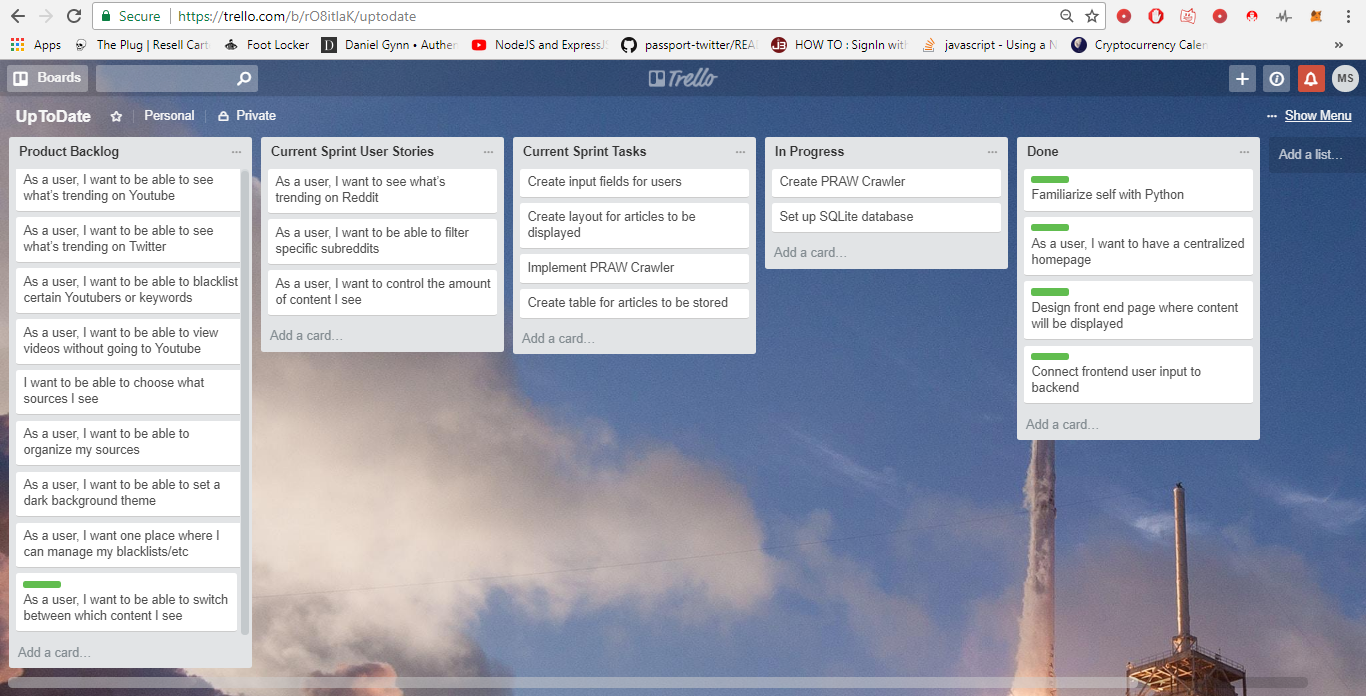 Secure https://trello.com/b/rO8itlaK/uptodate
Apps The Plug | Resell Cart Foot Locker Daniel Gynn • Author NodeJS and ExpressJS passport-twitter/REA HOW TO : SignIn with javascript - Using a N Cryptocurrency Calen
Boards Trello MS
UpToDate Personal Private ... Show Menu
Product Backlog
As a user, I want to be able to see
what's trending on Youtube
As a user, I want to be able to see
what's trending on Twitter
As a user, I want to be able to blacklist
certain Youtubers or keywords
As a user, I want to be able to view
videos without going to Youtube
I want to be able to choose what
sources I see
As a user, I want to be able to
organize my sources
As a user, I want to be able to set a
dark background theme
As a user, I want one place where I
can manage my blacklists/etc
As a user, I want to be able to switch
between which content I see
Add a card...
Current Sprint User Stories
As a user, I want to see what's
trending on Reddit
As a user, I want to be able to filter
specific subreddits
As a user, I want to control the amount
of content I see
Add a card...
Current Sprint Tasks
Create input fields for users
Create layout for articles to be
displayed
Implement PRAW Crawler
Create table for articles to be stored
Add a card...
In Progress
Create PRAW Crawler
Set up SQLite database
Add a card...
Done
Familiarize self with Python
As a user, I want to have a centralized
homepage
Design front end page where content
will be displayed
Connect frontend user input to
backend
Add a card...
Add a list...